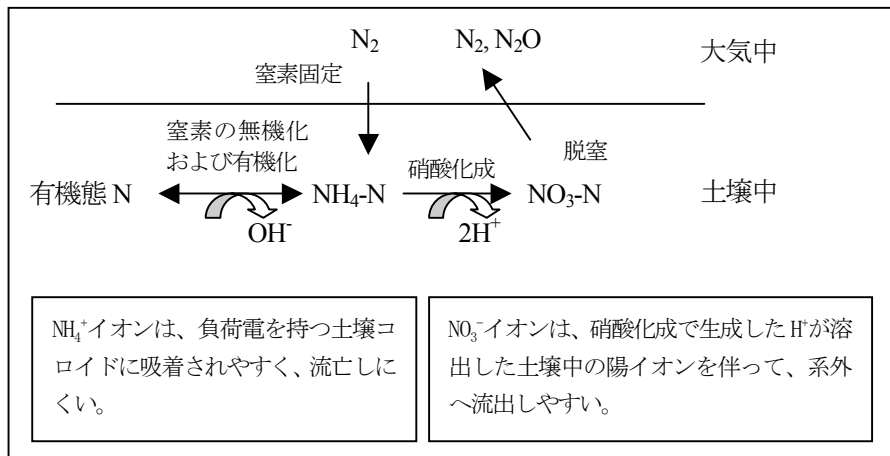 N₂ N₂, N₂O 大気中
窒素固定
窒素の無機化
および有機化 硝酸化成 脱窒
有機態 N NH₄-N NO₃-N 土壌中
OH⁻ 2H⁺
NH₄⁺イオンは、負荷電を持つ土壌コ
ロイドに吸着されやすく、流亡しに
くい。
NO₃⁻イオンは、硝酸化成で生成した H⁺が溶
出した土壌中の陽イオンを伴って、系外
へ流出しやすい。